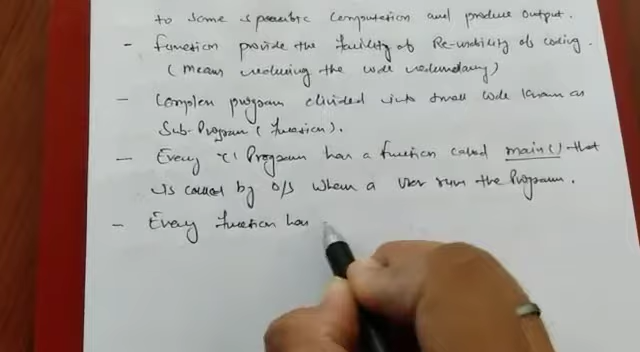 to some specific Computation and produce output.
- function provide the facility of Re-usability of coding.
(means reducing the code redundancy)
- Complex program divided into small code known as
Sub-Program (function).
- Every 'C' Program has a function called main() that
is called by O/S when a user run the Program.
- Every function has